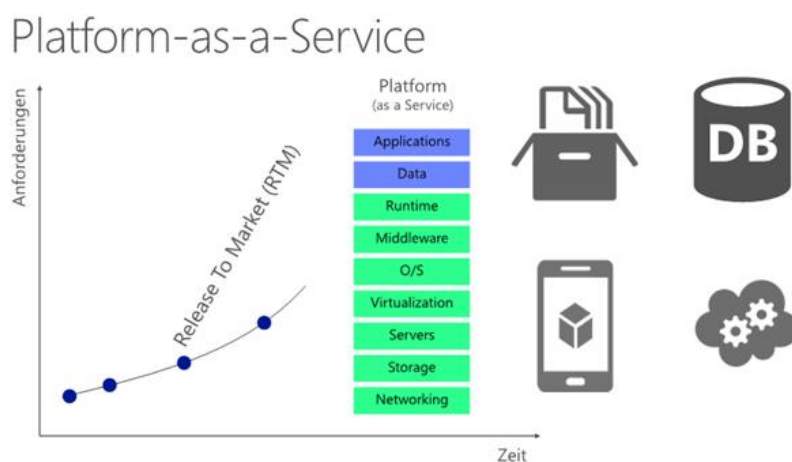 Platform-as-a-Service
Anforderungen
Release To Market (RTM)
Platform
(as a Service)
Applications
Data
Runtime
Middleware
O/S
Virtualization
Servers
Storage
Networking
DB
Zeit